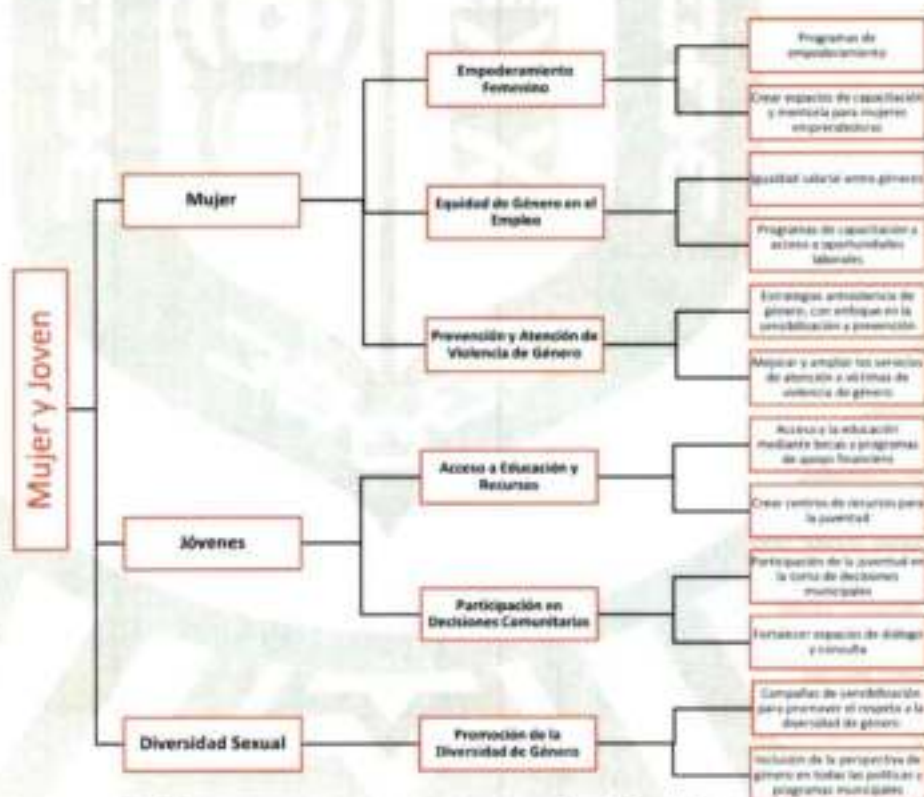 Mujer y Joven
Mujer
Empoderamiento
Femenino
Programas de
empoderamiento
Crear espacios de capacitación
y mentoría para mujeres
emprendedoras
Equidad de Género en el
Empleo
Igualdad salarial entre géneros
Programas de capacitación y
acceso a oportunidades
laborales
Prevención y Atención de
Violencia de Género
Estrategias antiviolencia de
género, con enfoque en la
sensibilización y prevención
Mejorar y ampliar los servicios
de atención a víctimas de
violencia de género
Jóvenes
Acceso a Educación y
Recursos
Acceso a la educación
mediante becas y programas
de apoyo financiero
Crear centros de recursos para
la juventud
Participación en
Decisiones Comunitarias
Participación de la juventud en
la toma de decisiones
municipales
Fortalecer espacios de diálogo
y consulta
Diversidad Sexual
Promoción de la
Diversidad de Género
Campañas de sensibilización
para promover el respeto a la
diversidad de género
Inclusión de la perspectiva de
género en todas las políticas y
programas municipales